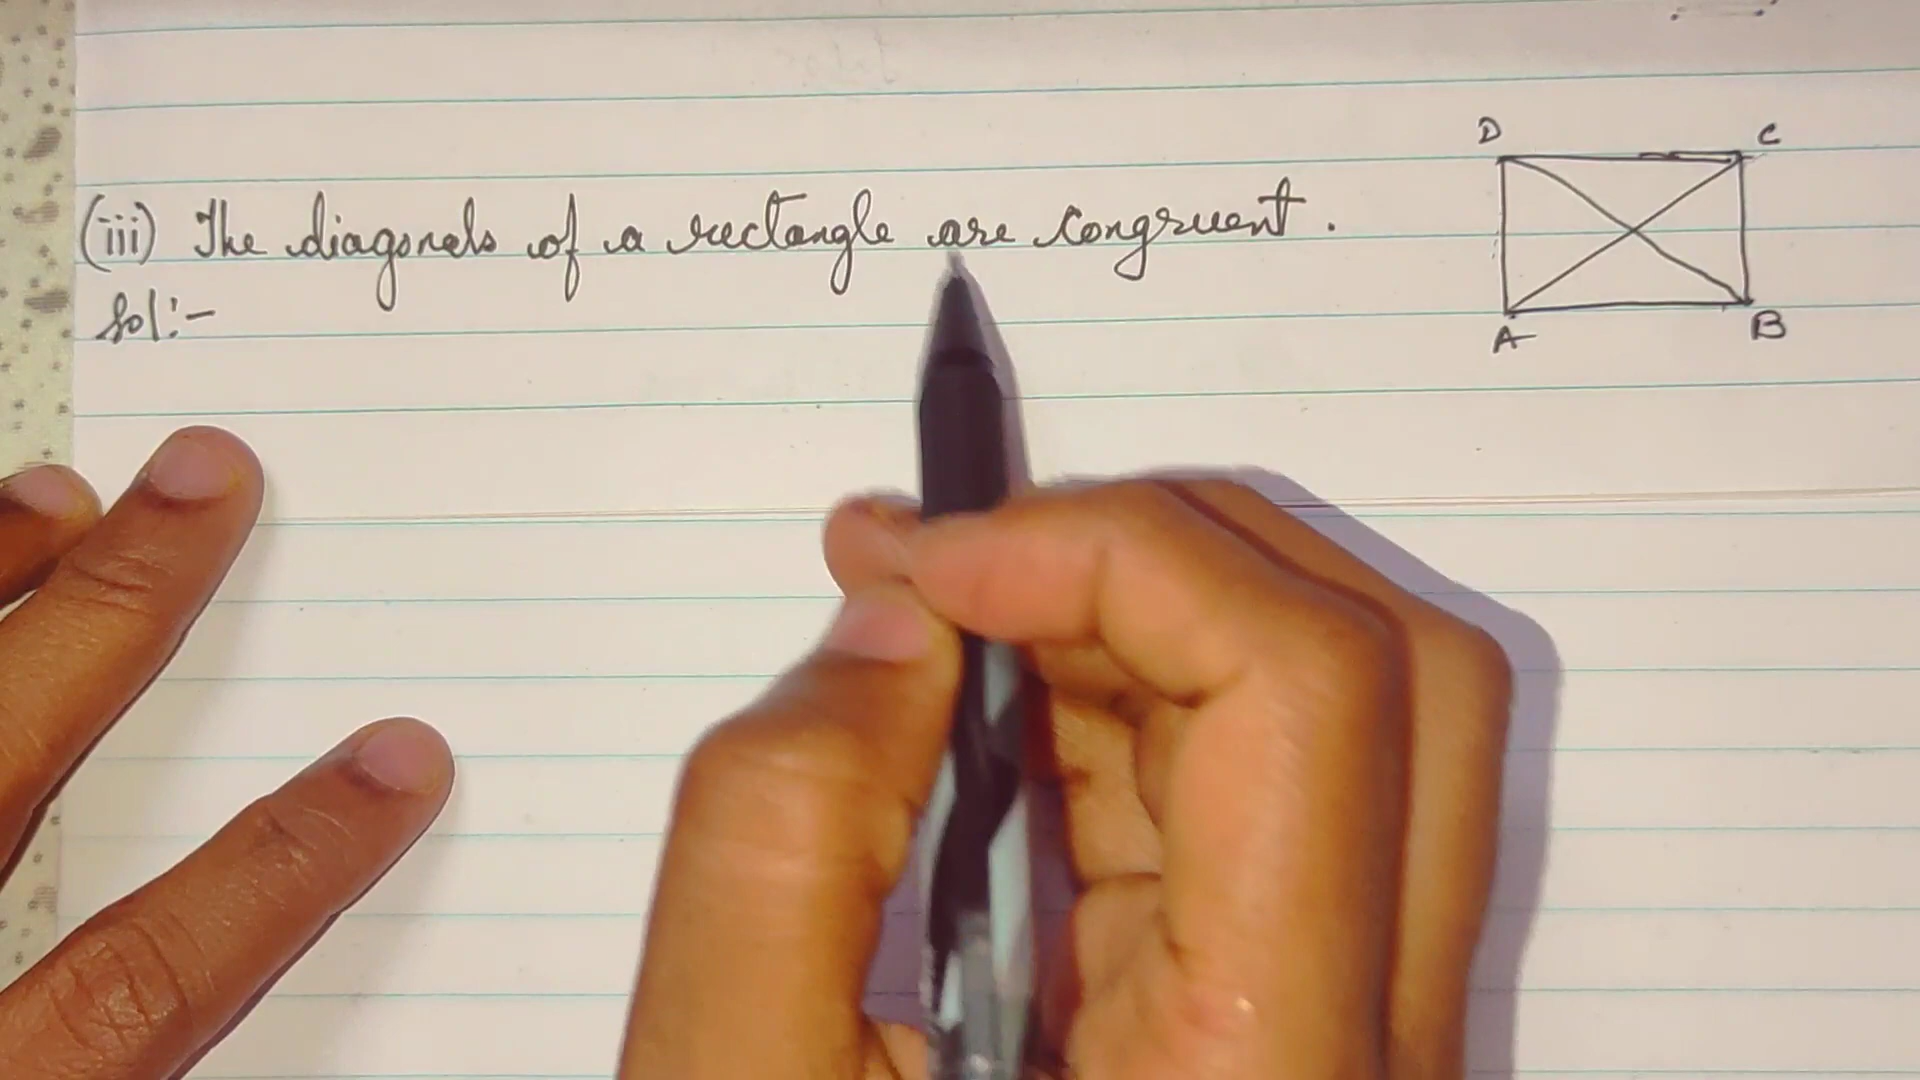 (iii) The diagonals of a rectangle are congruent.
Sol:-
D C
A B